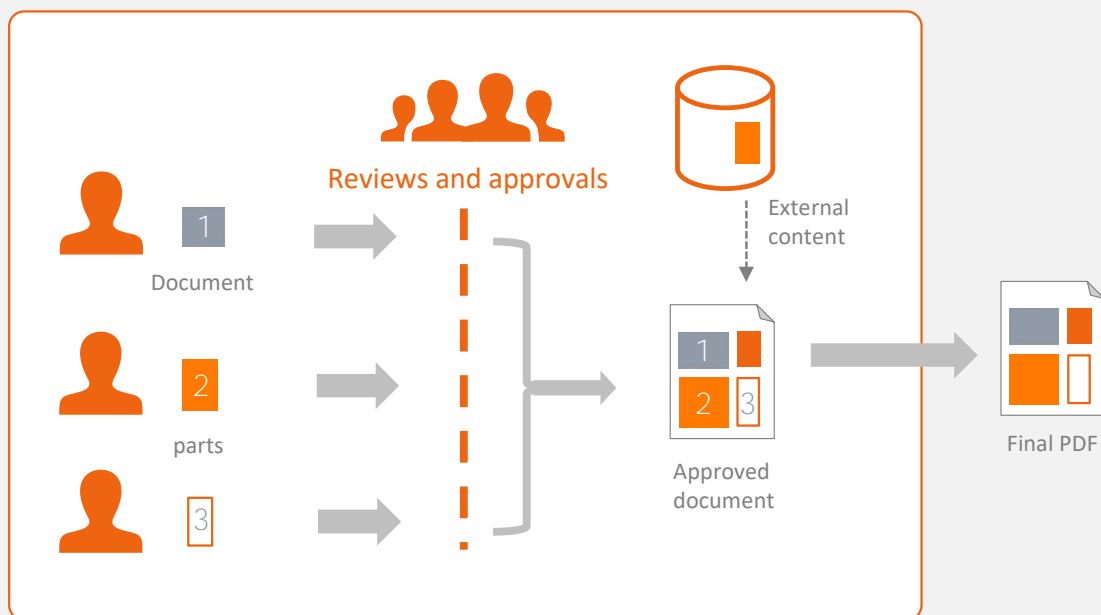 Reviews and approvals
External
content
1
Document
2
parts
3
1
2
3
Approved
document
Final PDF